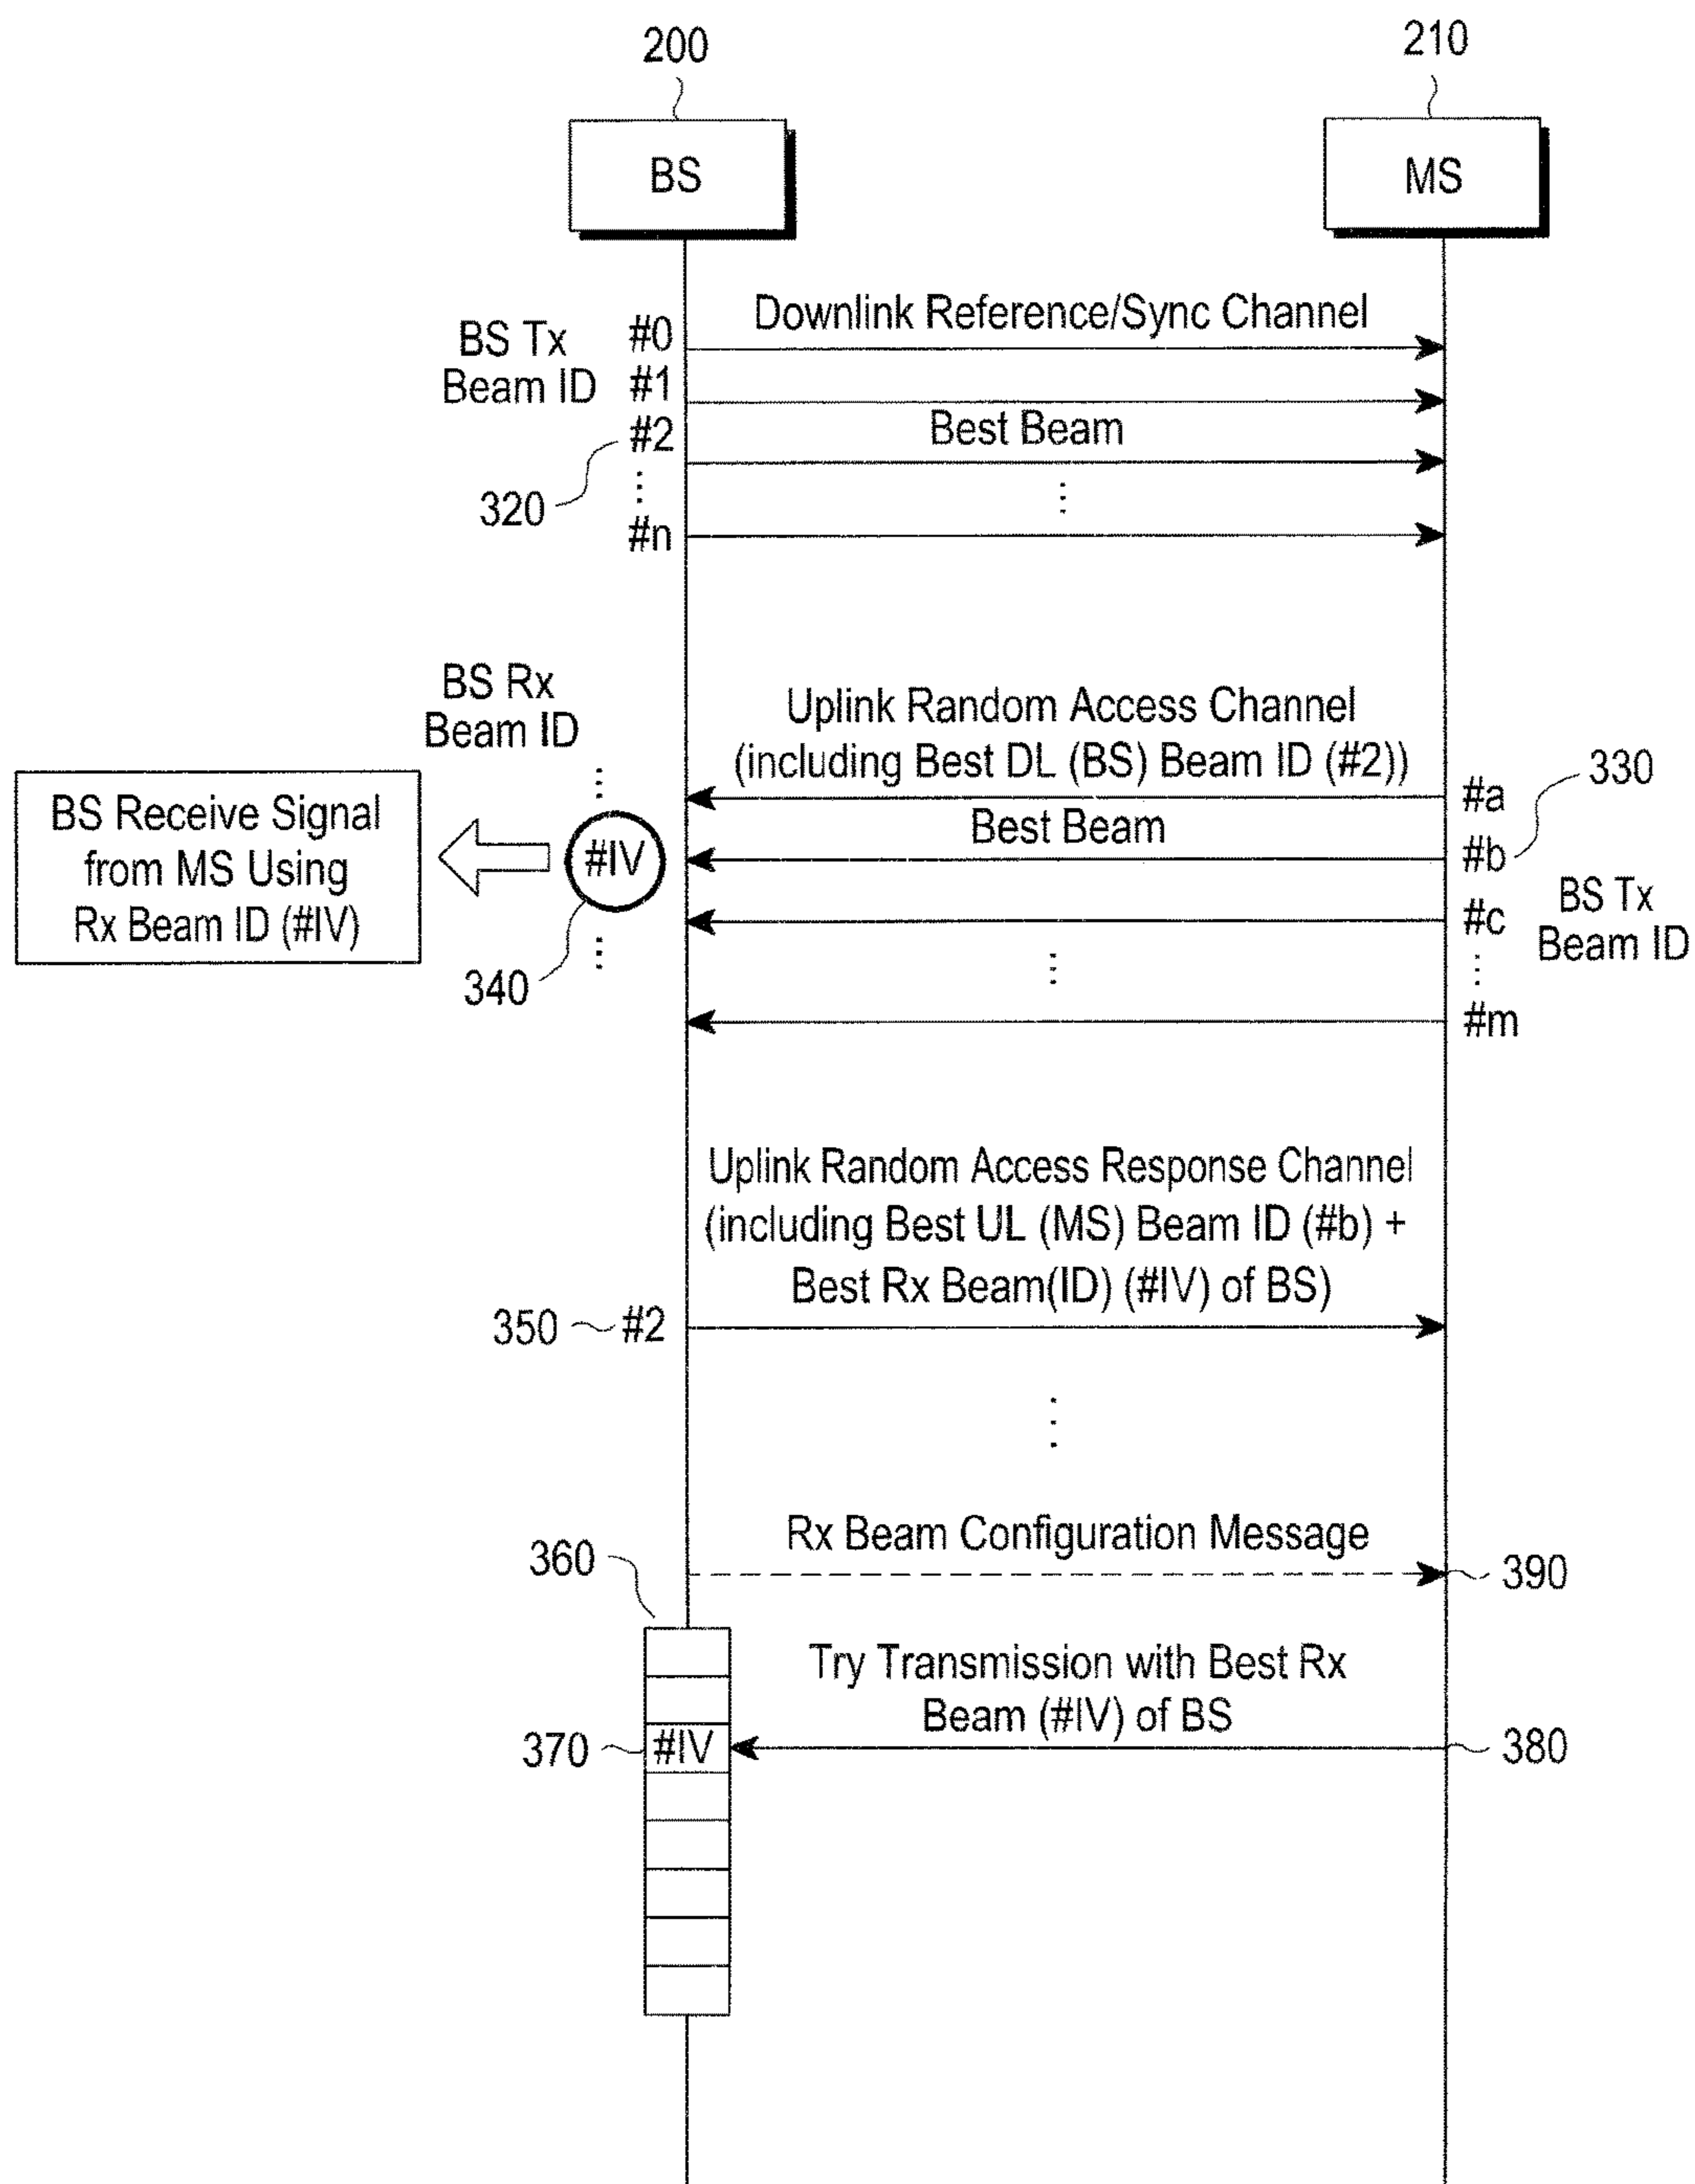 200
210
BS
MS
Downlink Reference/Sync Channel
BS Tx
Beam ID
#0
#1
#2
Best Beam
⋮
⋮
320
#n
BS Rx
Beam ID
Uplink Random Access Channel
(including Best DL (BS) Beam ID (#2))
330
⋮
#a
BS Receive Signal
from MS Using
Rx Beam ID (#IV)
#IV
Best Beam
#b
#c
BS Tx
Beam ID
⋮
340
⋮
⋮
#m
Uplink Random Access Response Channel
(including Best UL (MS) Beam ID (#b) +
Best Rx Beam(ID) (#IV) of BS)
350
#2
⋮
Rx Beam Configuration Message
360
390
Try Transmission with Best Rx
Beam (#IV) of BS
370
#IV
380